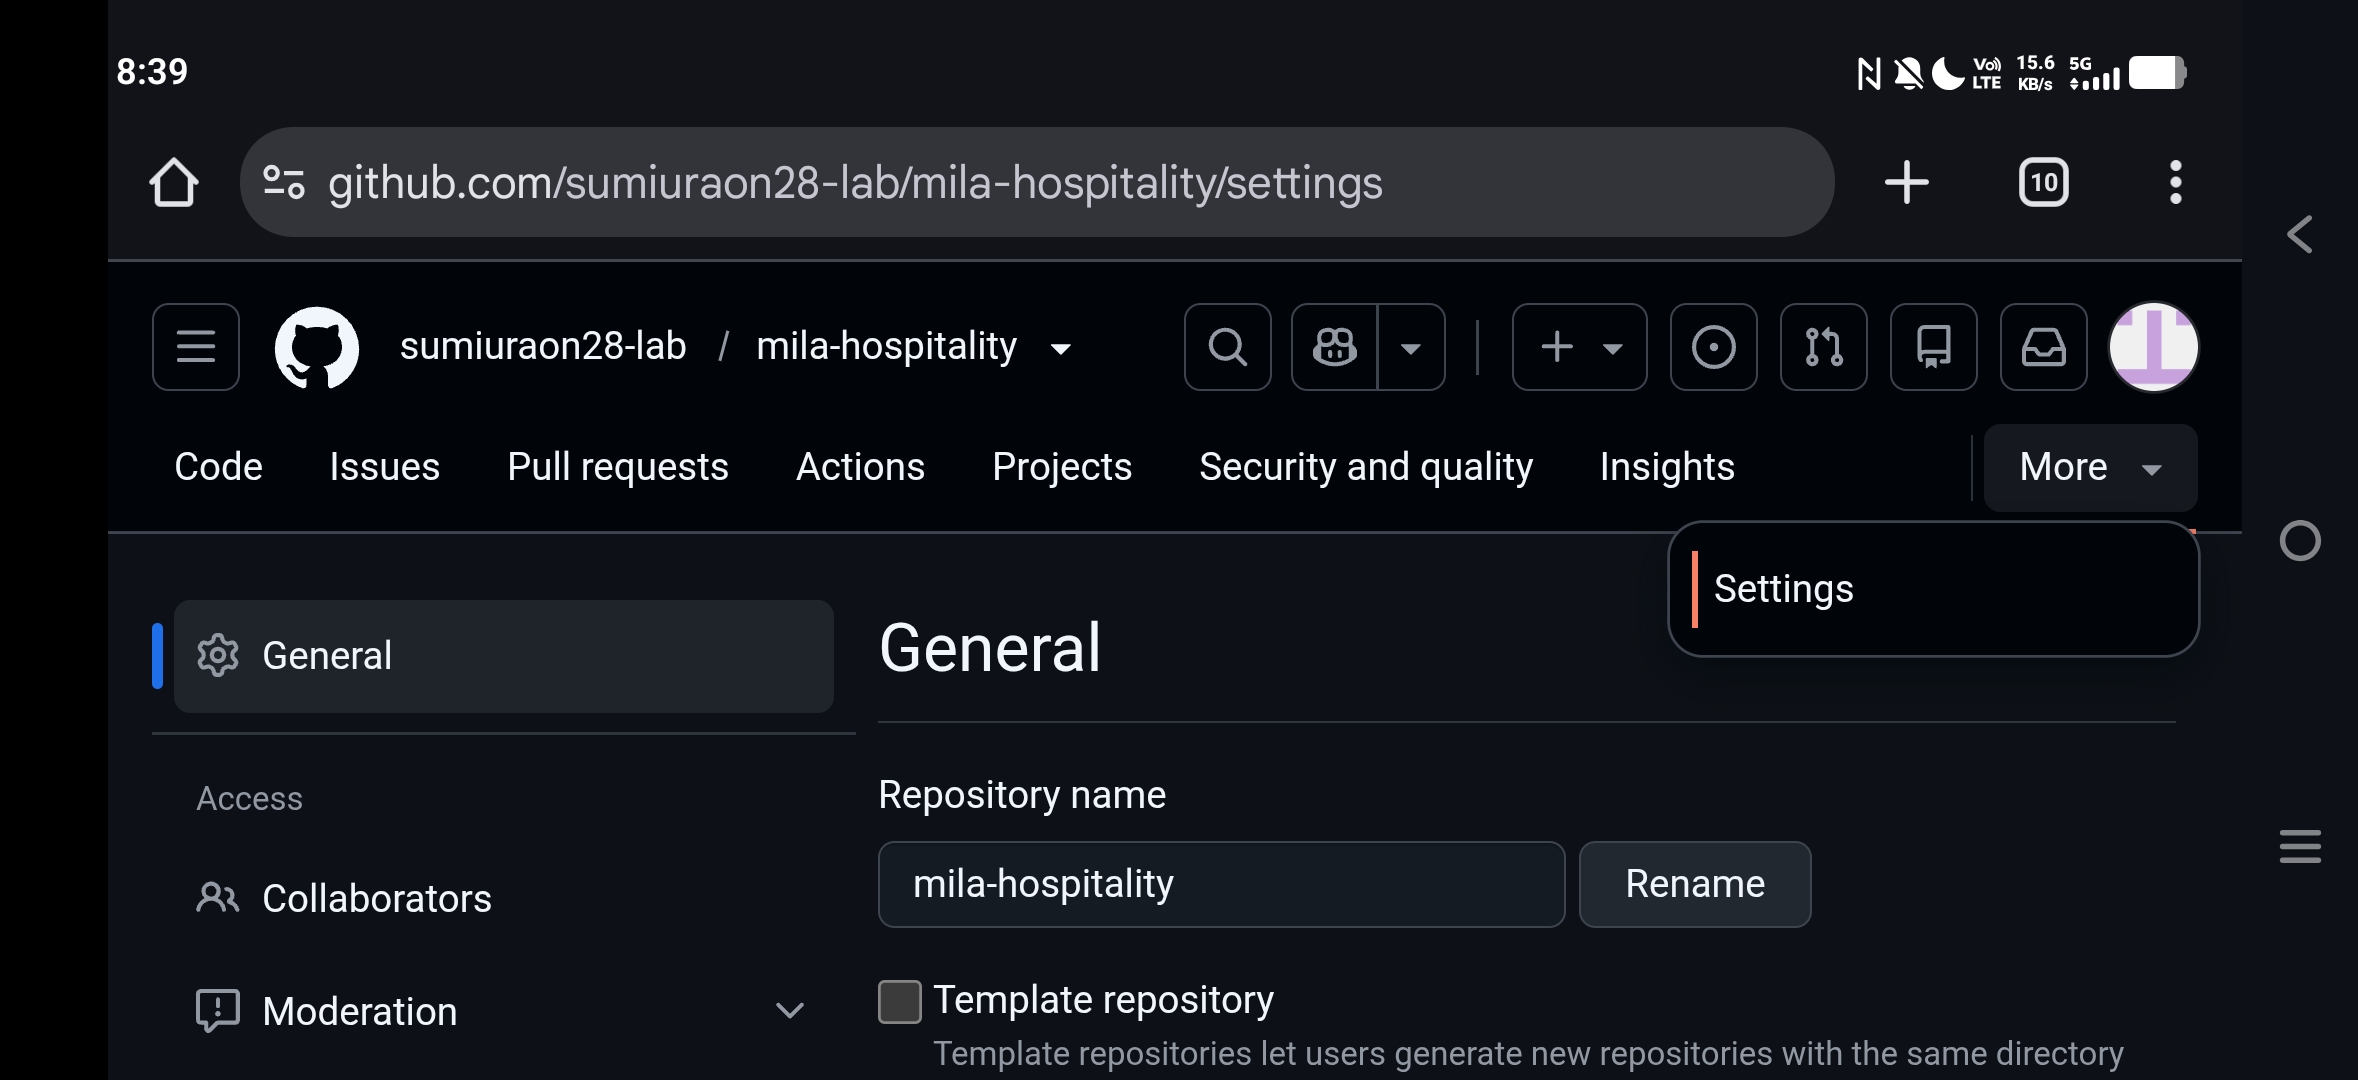 8:39
Vo) LTE 15.6 KB/s 5G
github.com/sumiuraon28-lab/mila-hospitality/settings
10
sumiuraon28-lab / mila-hospitality
Code Issues Pull requests Actions Projects Security and quality Insights More
Settings
General
General
Access
Repository name
mila-hospitality Rename
Collaborators
Template repository
Moderation
Template repositories let users generate new repositories with the same directory